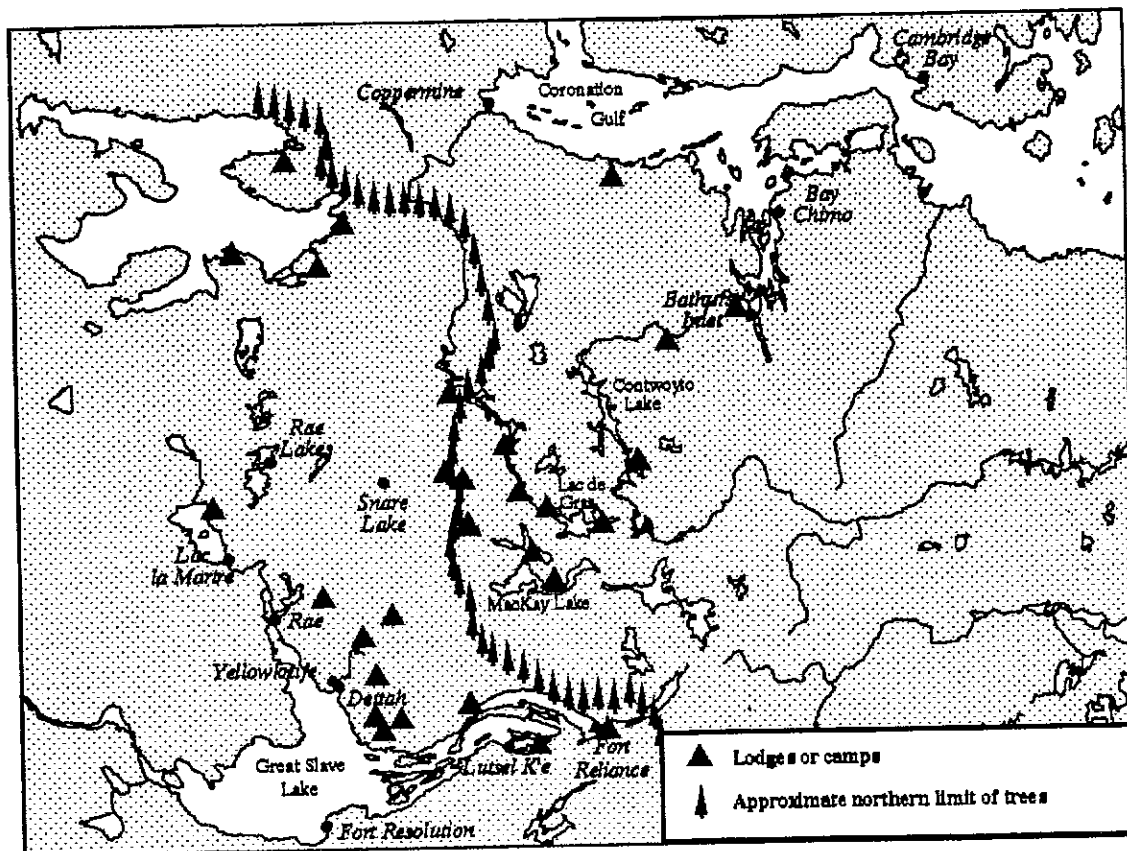 Cambridge
Bay
Coppermine
Coronation
Gulf
Bay
Chimo
Bathurst
Inlet
Contwoyto
Lake
Rae
Lakes
Lac de
Gras
Snare
Lake
Lac
la Martre
MacKay Lake
Rae
Yellowknife
Dettah
Great Slave
Lake
Lutsel K'e
Fort
Reliance
Fort Resolution
Lodges or camps
Approximate northern limit of trees